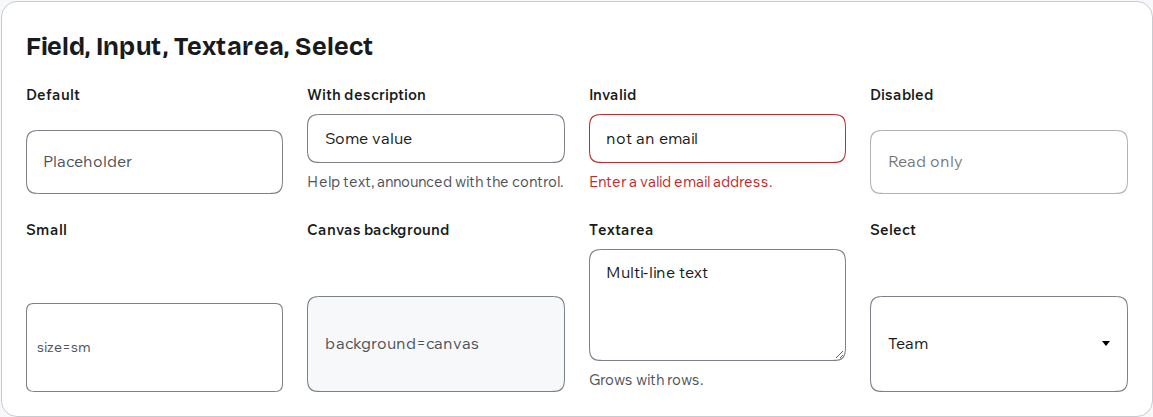 Field, Input, Textarea, Select
Default
With description
Invalid
Disabled
Placeholder
Some value
not an email
Read only
Help text, announced with the control.
Enter a valid email address.
Small
Canvas background
Textarea
Select
size=sm
background=canvas
Multi-line text
Team
Grows with rows.